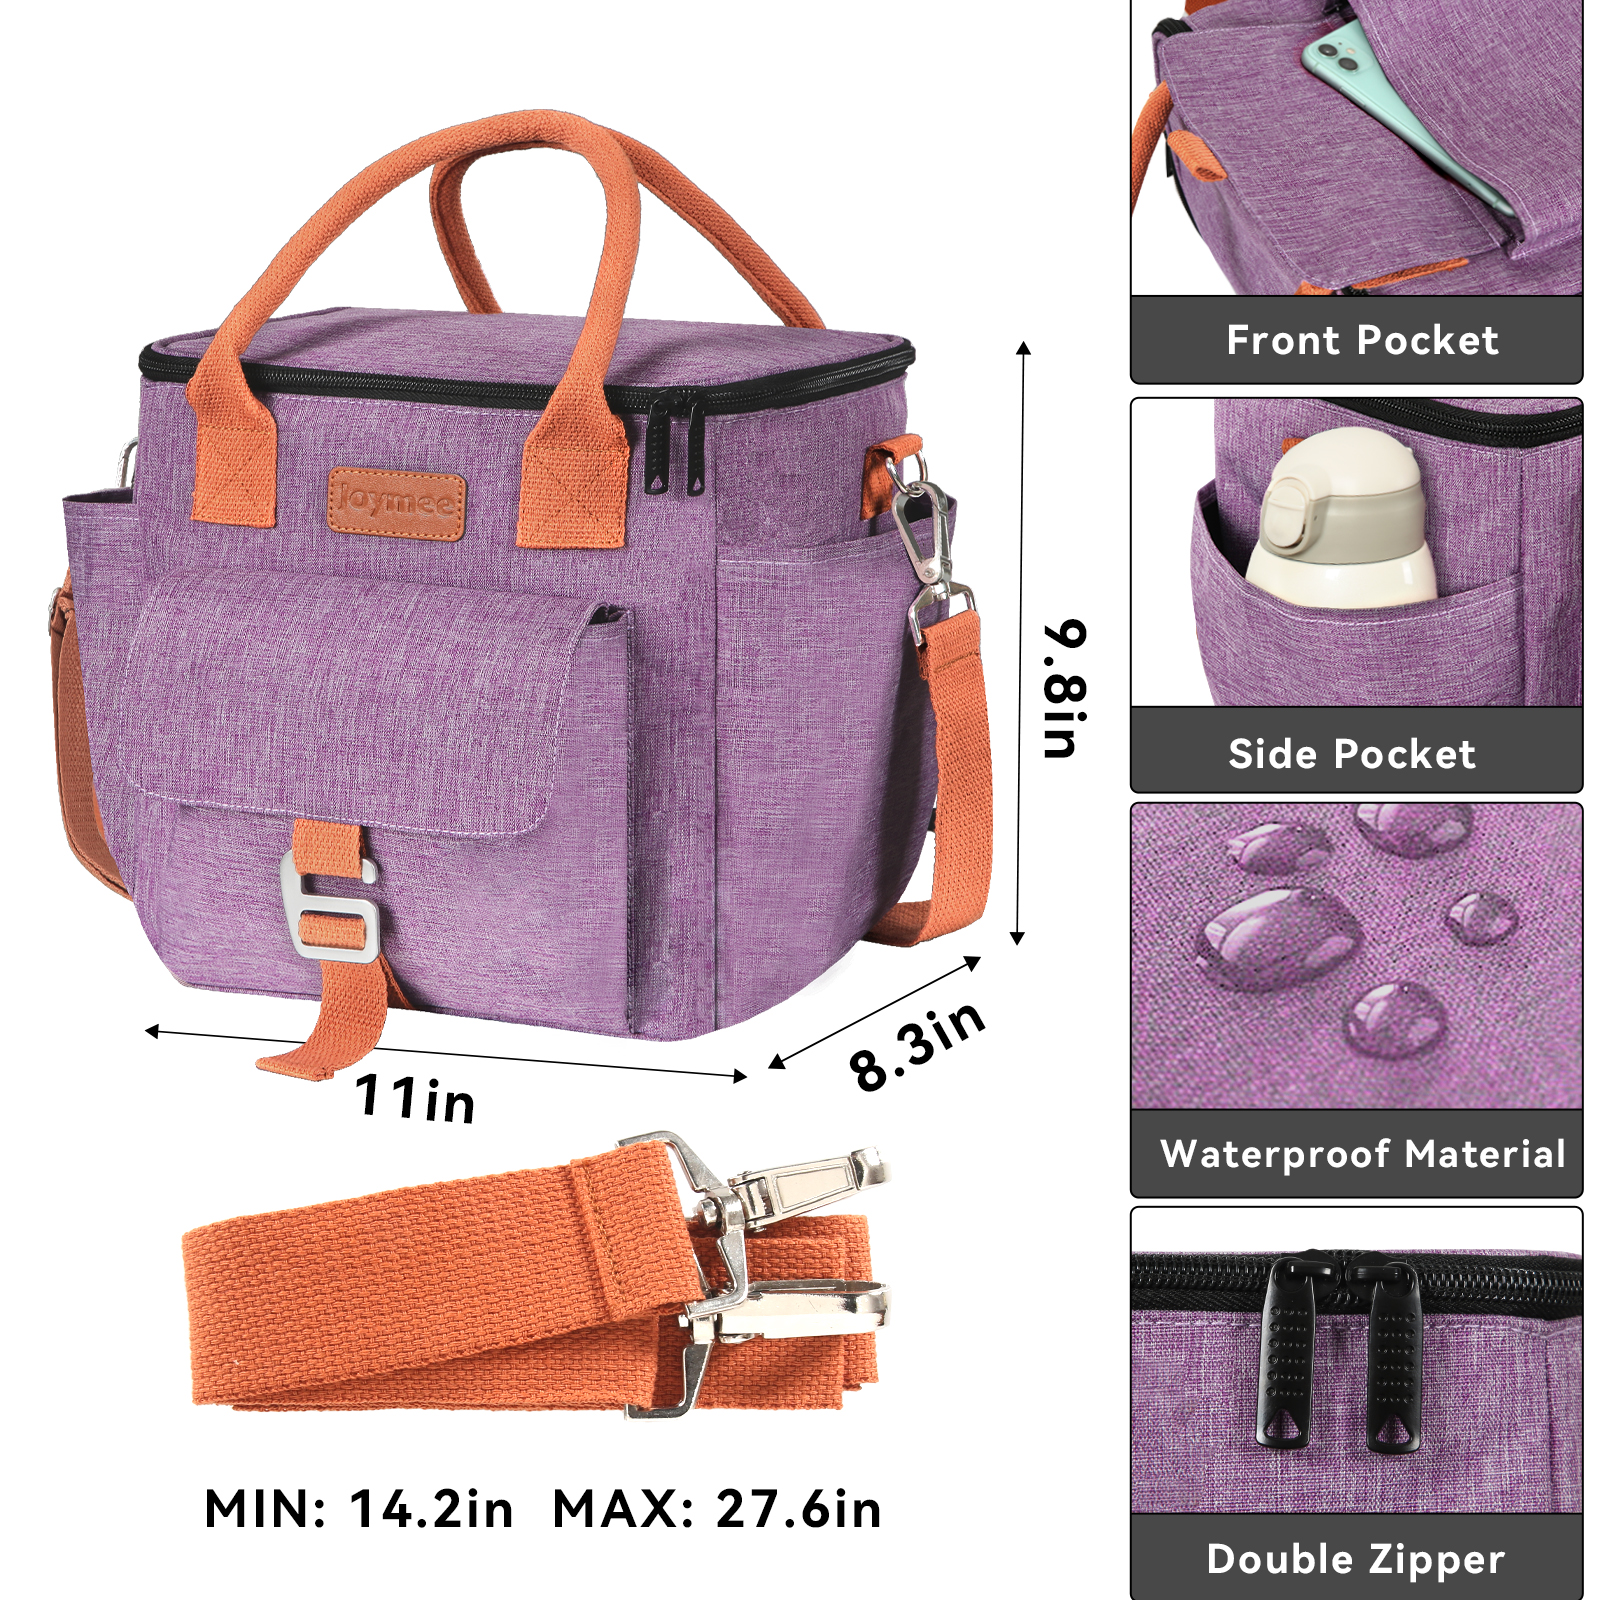 Jaymee
9.8in
8.3in
11in
MIN: 14.2in MAX: 27.6in
Front Pocket
Side Pocket
Waterproof Material
Double Zipper